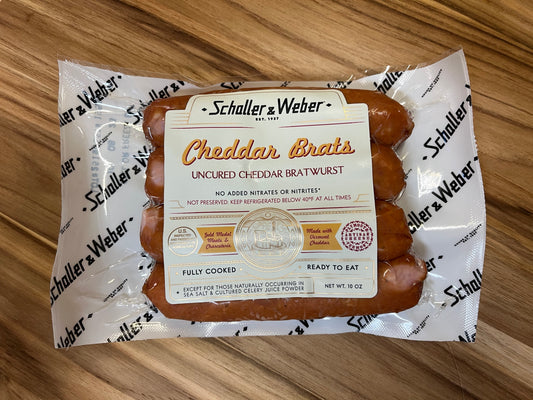 Schaller & Weber
EST. 1937
Cheddar Brats
UNCURED CHEDDAR BRATWURST
NO ADDED NITRATES OR NITRITES*
NOT PRESERVED. KEEP REFRIGERATED BELOW 40°F AT ALL TIMES
U.S.
Gold Medal
Meats &
Charcuterie
Made with
Vermont
Cheddar
FULLY COOKED
READY TO EAT
*EXCEPT FOR THOSE NATURALLY OCCURRING IN
SEA SALT & CULTURED CELERY JUICE POWDER
NET WT. 10 OZ
Schaller & Weber
Schaller & Weber
Schaller